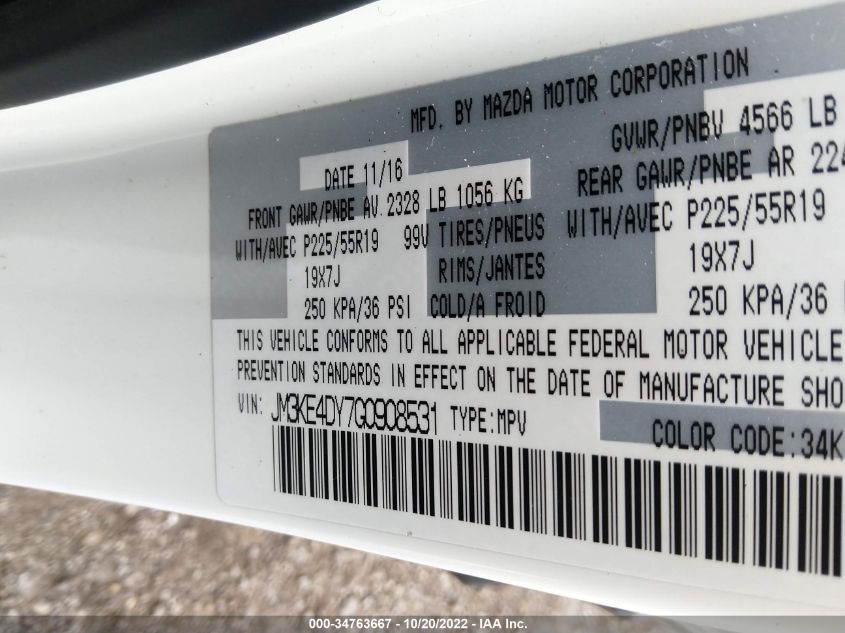 MFD. BY MAZDA MOTOR CORPORATION
DATE 11/16 GVWR/PNBV 4566 LB
FRONT GAWR/PNBE AV 2328 LB 1056 KG REAR GAWR/PNBE AR 224
WITH/AVEC P225/55R19 99V TIRES/PNEUS WITH/AVEC P225/55R19
19X7J RIMS/JANTES 19X7J
250 KPA/36 PSI COLD/A FROID 250 KPA/36
THIS VEHICLE CONFORMS TO ALL APPLICABLE FEDERAL MOTOR VEHICLE
PREVENTION STANDARDS IN EFFECT ON THE DATE OF MANUFACTURE SHO
VIN: JM3KE4DY7G0908531 TYPE:MPV COLOR CODE:34K
000-34763667 - 10/20/2022 - IAA Inc.